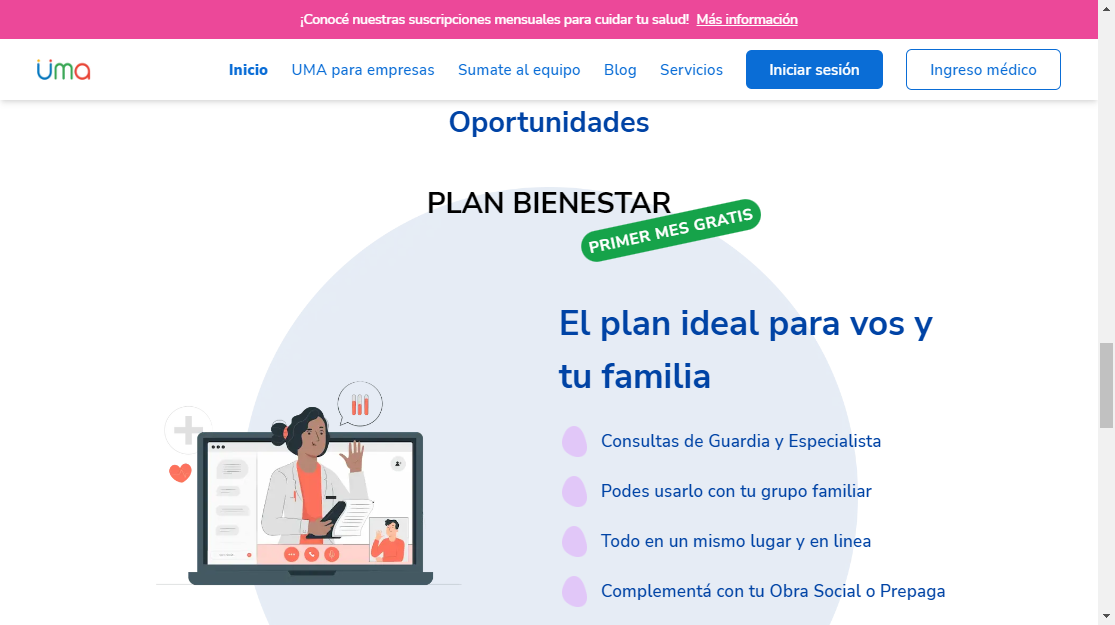 ¡Conocé nuestras suscripciones mensuales para cuidar tu salud! Más información
UMA Inicio UMA para empresas Sumate al equipo Blog Servicios Iniciar sesión Ingreso médico
Oportunidades
PLAN BIENESTAR
PRIMER MES GRATIS
El plan ideal para vos y
tu familia
Consultas de Guardia y Especialista
Podes usarlo con tu grupo familiar
Todo en un mismo lugar y en linea
Complementá con tu Obra Social o Prepaga